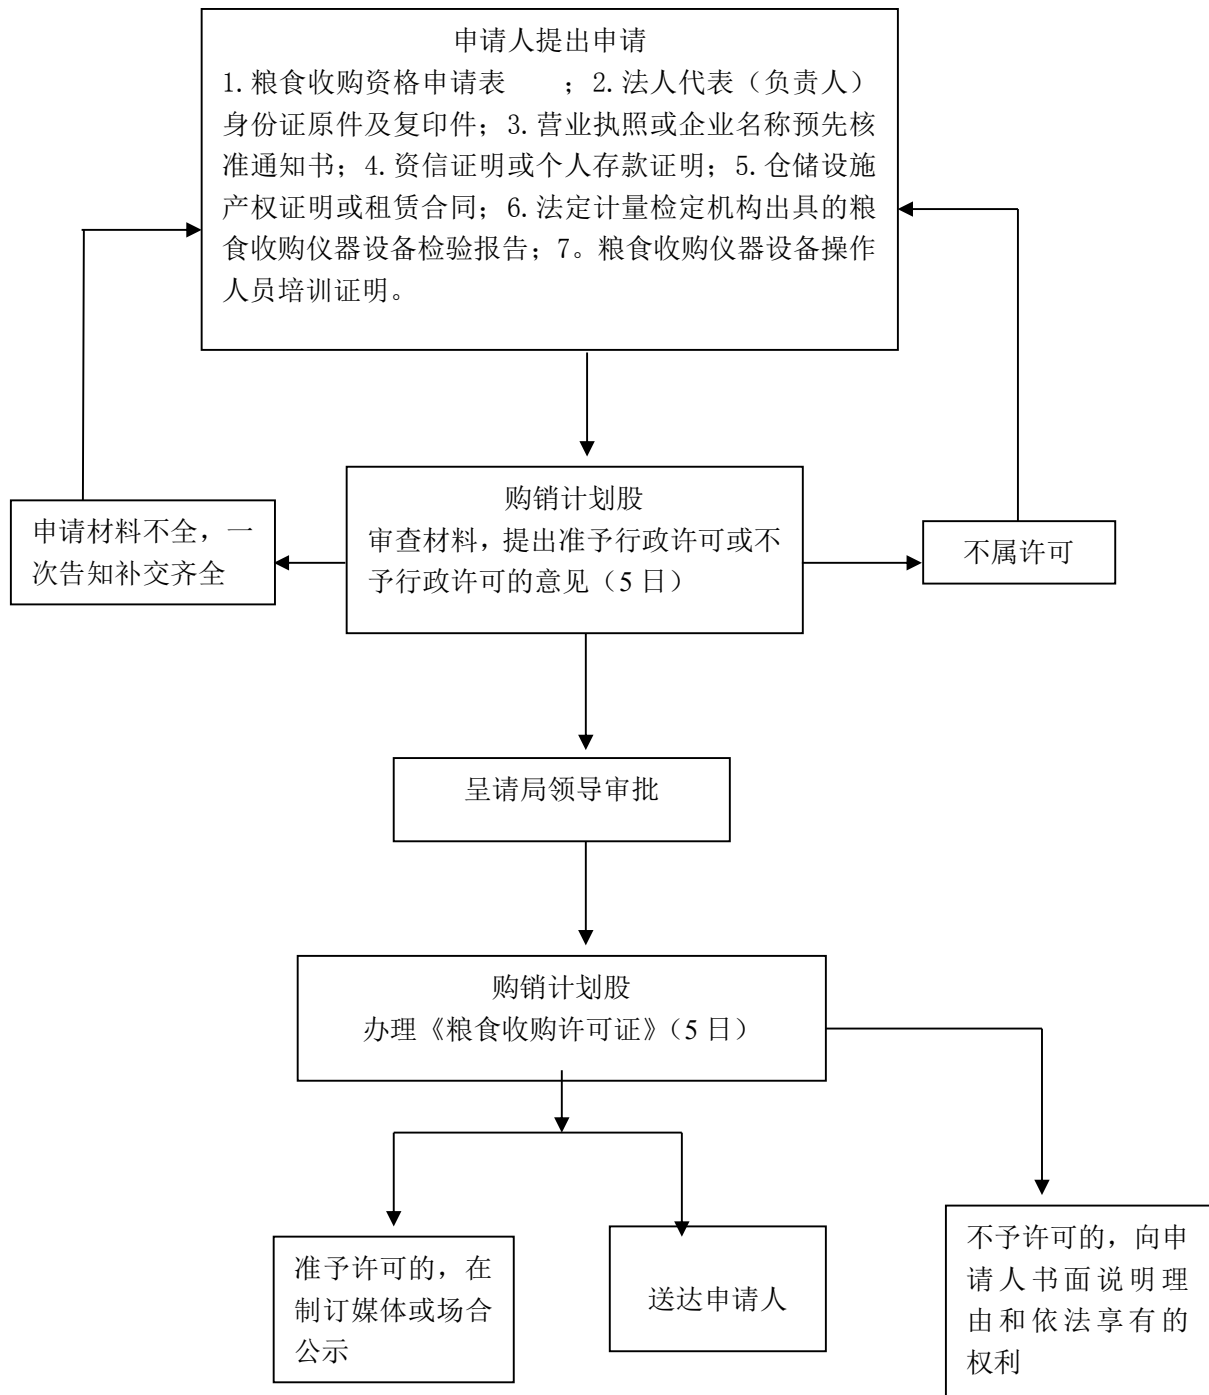 申请人提出申请
1.粮食收购资格申请表　　；2.法人代表（负责人）
身份证原件及复印件；3.营业执照或企业名称预先核
准通知书；4.资信证明或个人存款证明；5.仓储设施
产权证明或租赁合同；6.法定计量检定机构出具的粮
食收购仪器设备检验报告；7。粮食收购仪器设备操作
人员培训证明。
申请材料不全，一
次告知补交齐全
购销计划股
审查材料，提出准予行政许可或不
予行政许可的意见（5 日）
不属许可
呈请局领导审批
购销计划股
办理《粮食收购许可证》（5 日）
准予许可的，在
制订媒体或场合
公示
送达申请人
不予许可的，向申
请人书面说明理
由和依法享有的
权利